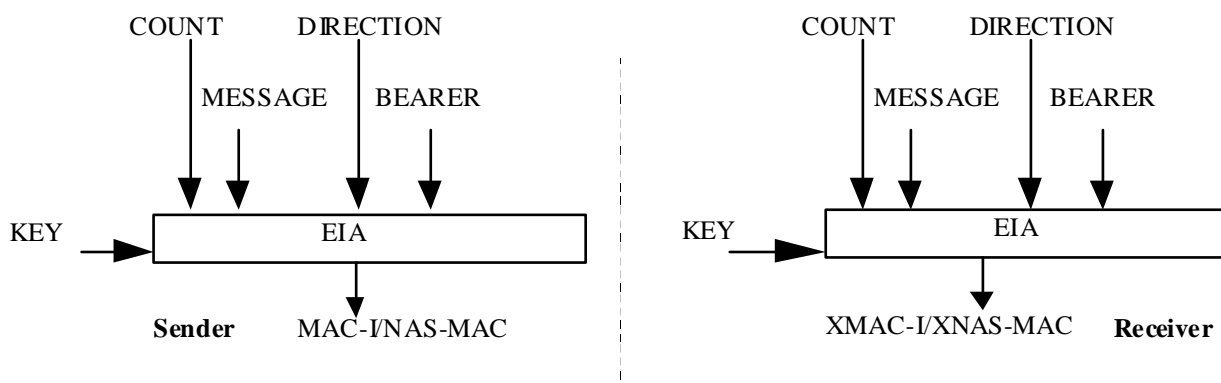 COUNT DIRECTION
MESSAGE BEARER
KEY
EIA
Sender MAC-I/NAS-MAC
COUNT DIRECTION
MESSAGE BEARER
KEY
EIA
XMAC-I/XNAS-MAC Receiver